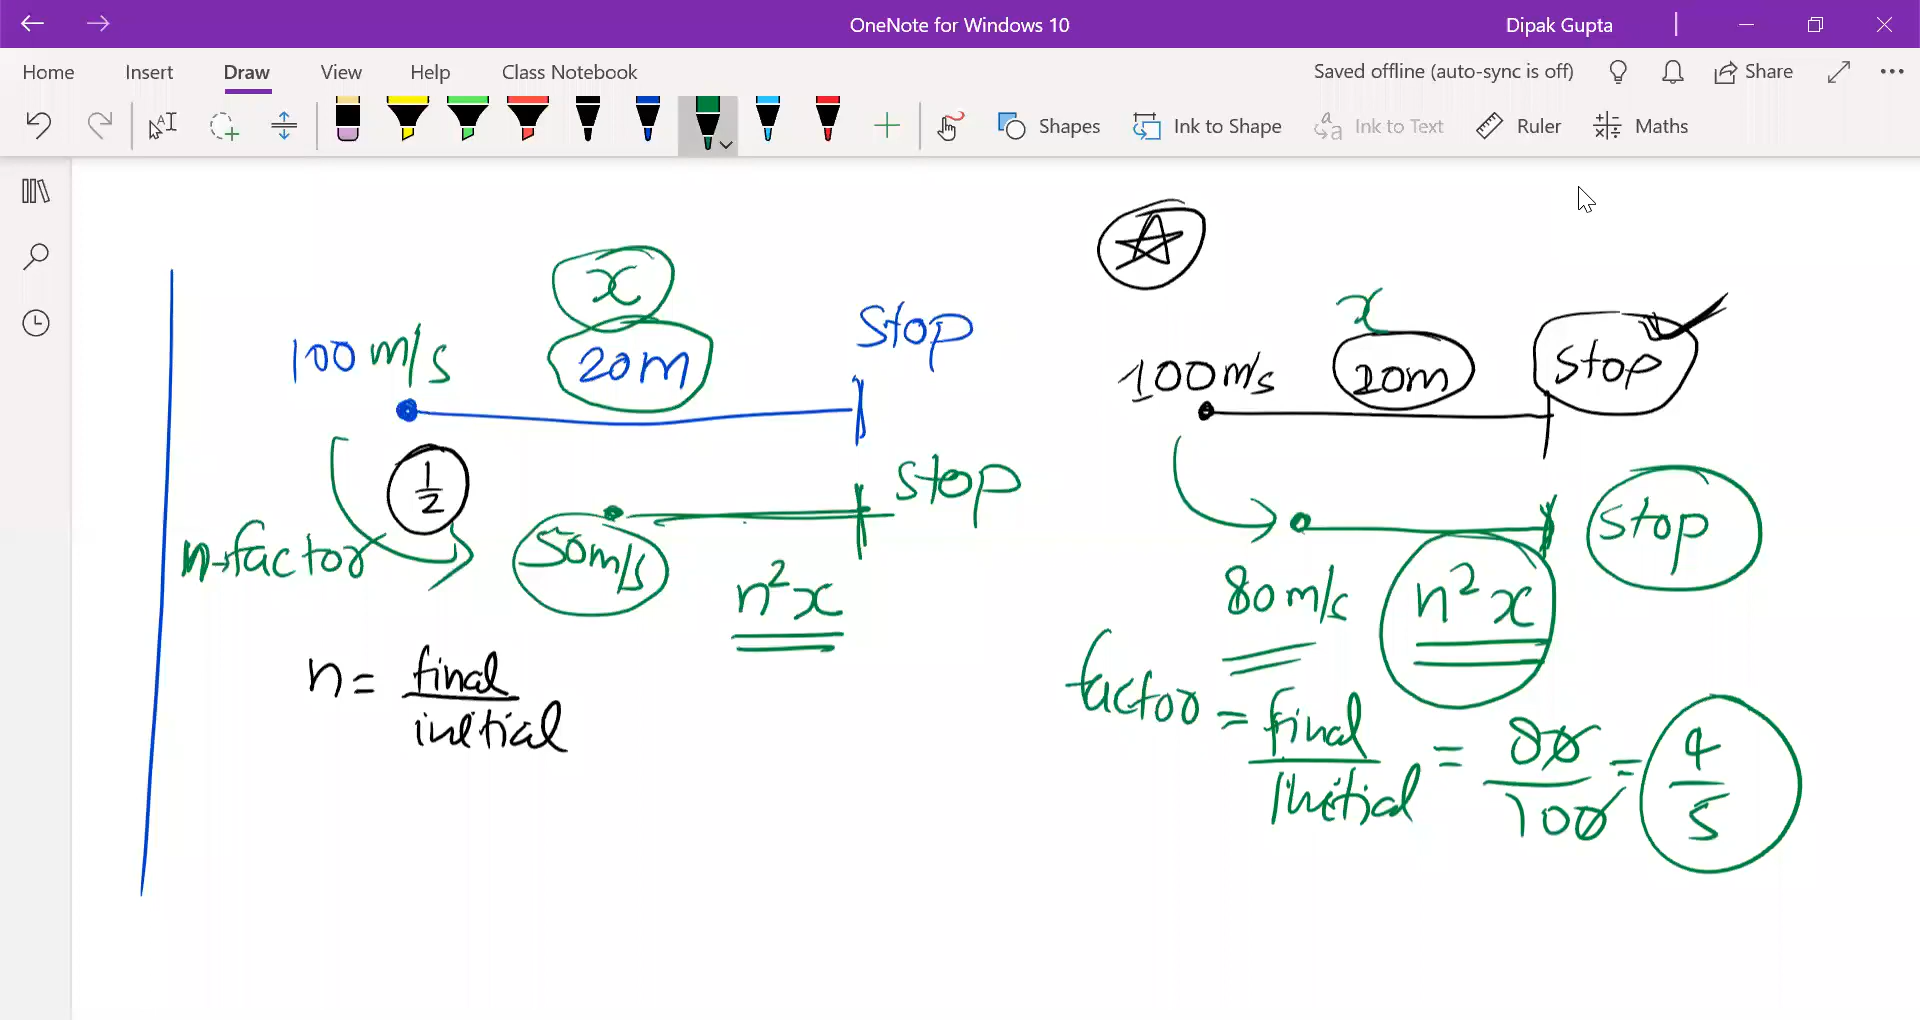 OneNote for Windows 10
Dipak Gupta
Home Insert Draw View Help Class Notebook
Saved offline (auto-sync is off) Share
Shapes Ink to Shape Ink to Text Ruler Maths
x
100 m/s 20m stop
1/2
n→factor 50m/s stop
n²x
n = final/initial
x
100m/s 20m stop
stop
80m/s n²x
factor = final/initial = 80/100 = 4/5